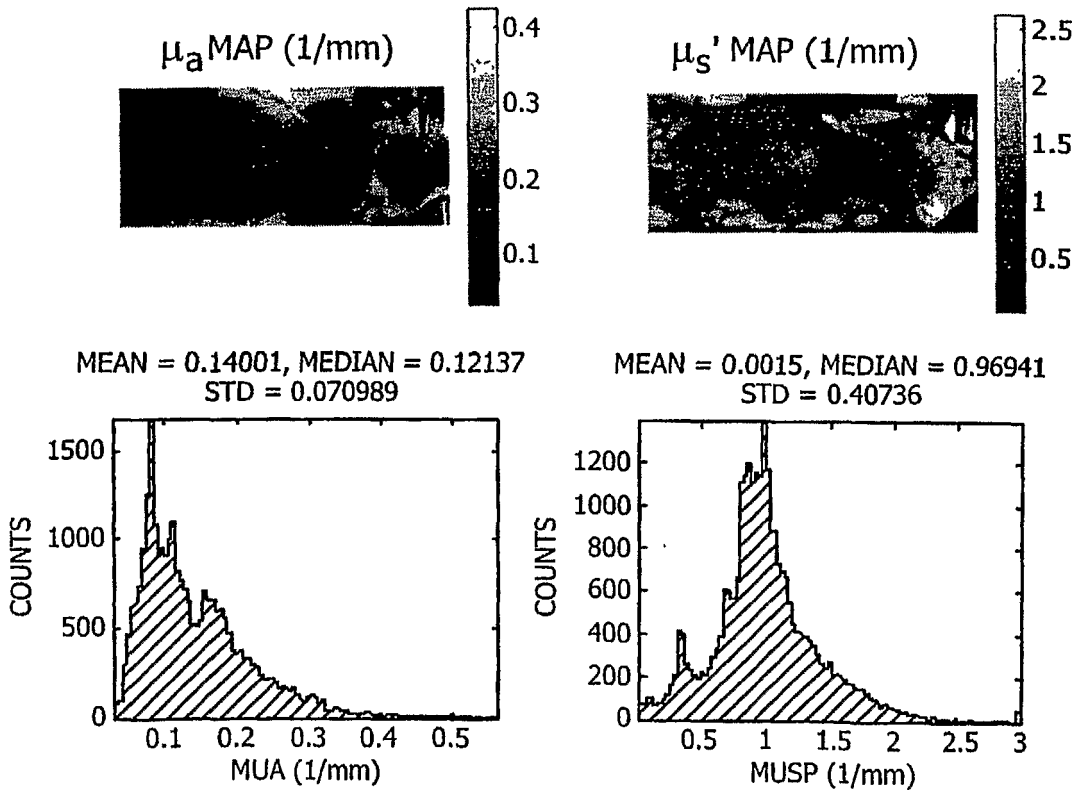 μa MAP (1/mm)
0.4
0.3
0.2
0.1
μs' MAP (1/mm)
2.5
2
1.5
1
0.5
MEAN = 0.14001, MEDIAN = 0.12137
STD = 0.070989
1500
1000
500
0
COUNTS
0.1 0.2 0.3 0.4 0.5
MUA (1/mm)
MEAN = 0.0015, MEDIAN = 0.96941
STD = 0.40736
1200
1000
800
600
400
200
0
COUNTS
0.5 1 1.5 2 2.5 3
MUSP (1/mm)